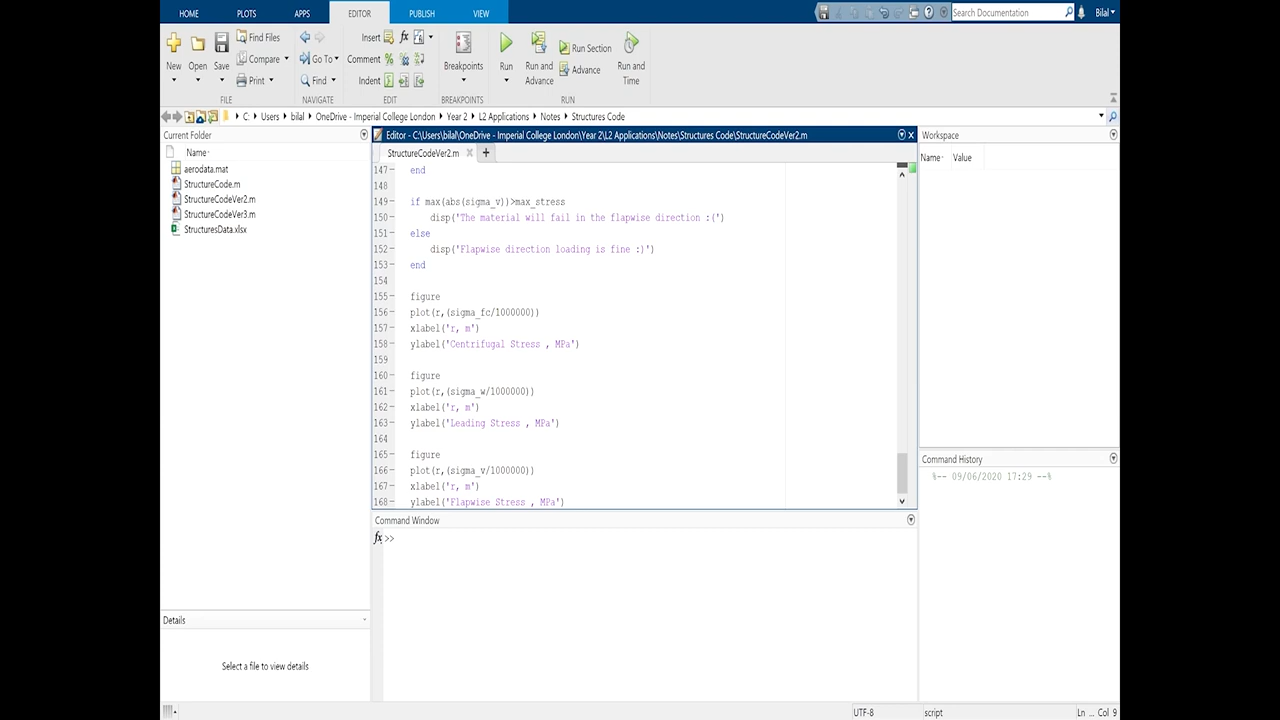 HOME PLOTS APPS EDITOR PUBLISH VIEW Search Documentation Bilal
New Open Save Find Files Compare Print Go To Find Insert Comment Indent Breakpoints Run Run and Advance Run Section Advance Run and Time
FILE NAVIGATE EDIT BREAKPOINTS RUN
C: Users bilal OneDrive - Imperial College London Year 2 L2 Applications Notes Structures Code
Current Folder
Name
aerodata.mat
StructureCode.m
StructureCodeVer2.m
StructureCodeVer3.m
StructuresData.xlsx
Details
Select a file to view details
Editor - C:\Users\bilal\OneDrive - Imperial College London\Year 2\L2 Applications\Notes\Structures Code\StructureCodeVer2.m
StructureCodeVer2.m
147 end
148
149 if max(abs(sigma_v))>max_stress
150 disp('The material will fail in the flapwise direction :(')
151 else
152 disp('Flapwise direction loading is fine :)')
153 end
154
155 figure
156 plot(r,(sigma_fc/1000000))
157 xlabel('r, m')
158 ylabel('Centrifugal Stress , MPa')
159
160 figure
161 plot(r,(sigma_w/1000000))
162 xlabel('r, m')
163 ylabel('Leading Stress , MPa')
164
165 figure
166 plot(r,(sigma_v/1000000))
167 xlabel('r, m')
168 ylabel('Flapwise Stress , MPa')
Command Window
fx >>
Workspace
Name Value
Command History
%-- 09/06/2020 17:29 --%
UTF-8 script Ln ... Col 9